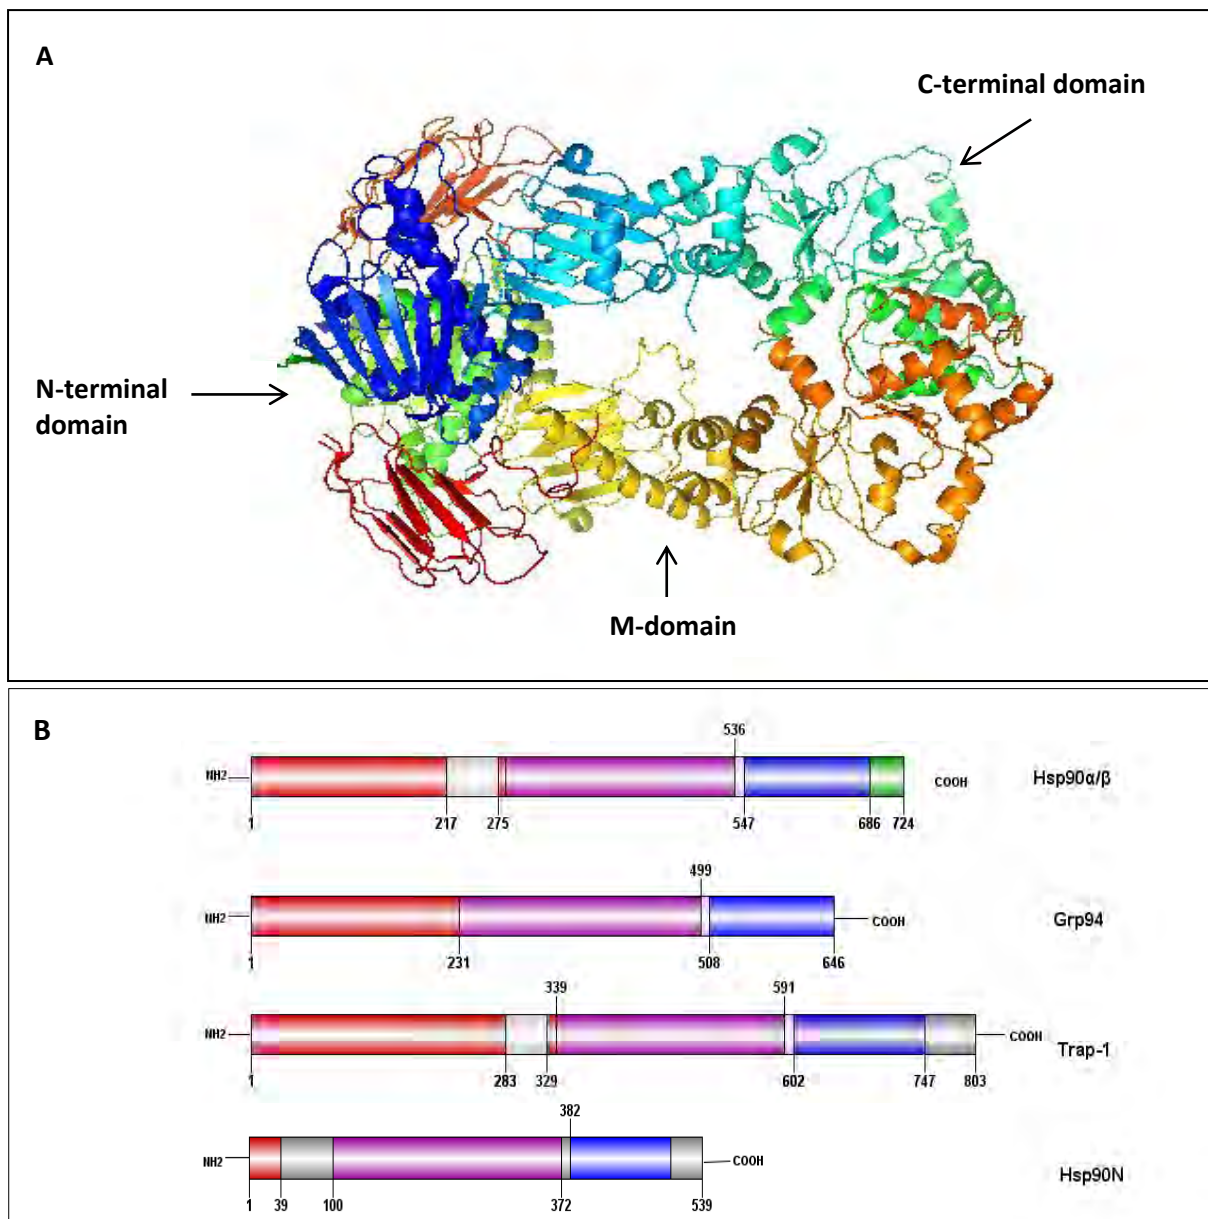 A
C-terminal domain
N-terminal
domain
M-domain
B
536
NH2
COOH
Hsp90α/β
1
217
275
547
686
724
499
NH2
COOH
Grp94
1
231
508
646
339
591
NH2
COOH
Trap-1
1
283
329
602
747
803
382
NH2
COOH
Hsp90N
1
39
100
372
539